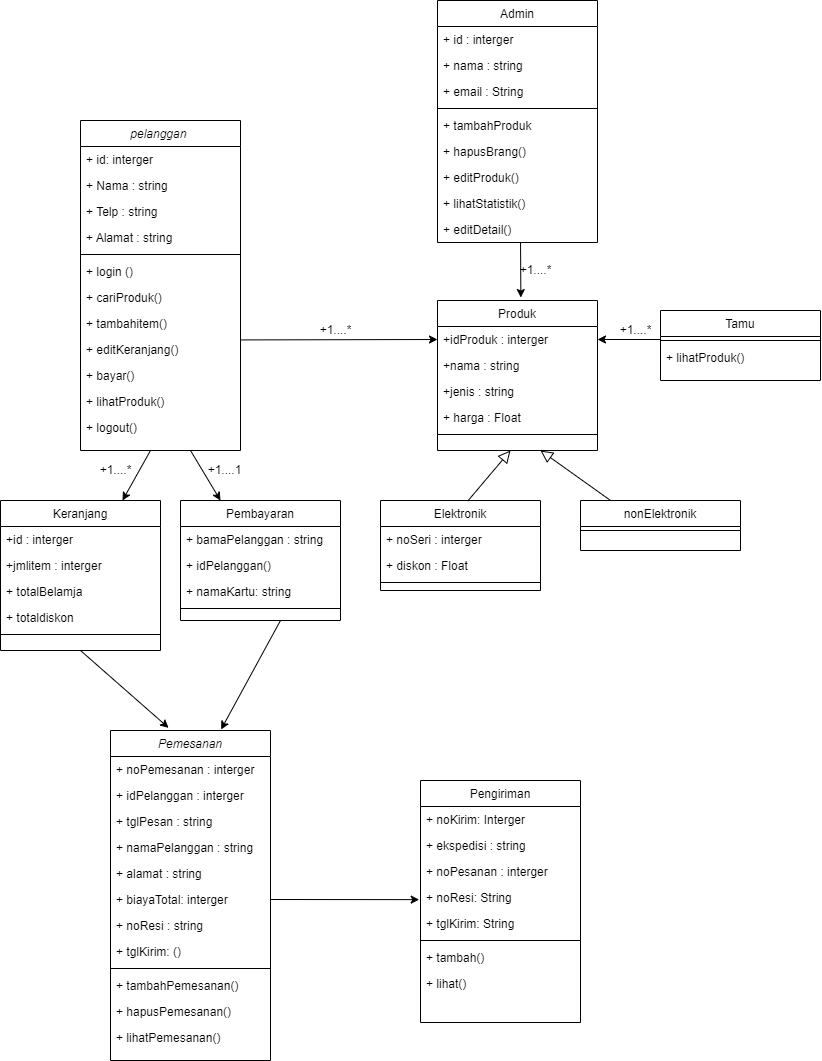 Admin
+ id : interger
+ nama : string
+ email : String
+ tambahProduk
+ hapusBrang()
+ editProduk()
+ lihatStatistik()
+ editDetail()
+1....*
pelanggan
+ id: interger
+ Nama : string
+ Telp : string
+ Alamat : string
+ login ()
+ cariProduk()
+ tambahitem()
+ editKeranjang()
+ bayar()
+ lihatProduk()
+ logout()
+1....*
Produk
+idProduk : interger
+nama : string
+jenis : string
+ harga : Float
+1....*
Tamu
+ lihatProduk()
+1....*
+1....1
Keranjang
+id : interger
+jmlitem : interger
+ totalBelamja
+ totaldiskon
Pembayaran
+ bamaPelanggan : string
+ idPelanggan()
+ namaKartu: string
Elektronik
+ noSeri : interger
+ diskon : Float
nonElektronik
Pemesanan
+ noPemesanan : interger
+ idPelanggan : interger
+ tglPesan : string
+ namaPelanggan : string
+ alamat : string
+ biayaTotal: interger
+ noResi : string
+ tglKirim: ()
+ tambahPemesanan()
+ hapusPemesanan()
+ lihatPemesanan()
Pengiriman
+ noKirim: Interger
+ ekspedisi : string
+ noPesanan : interger
+ noResi: String
+ tglKirim: String
+ tambah()
+ lihat()